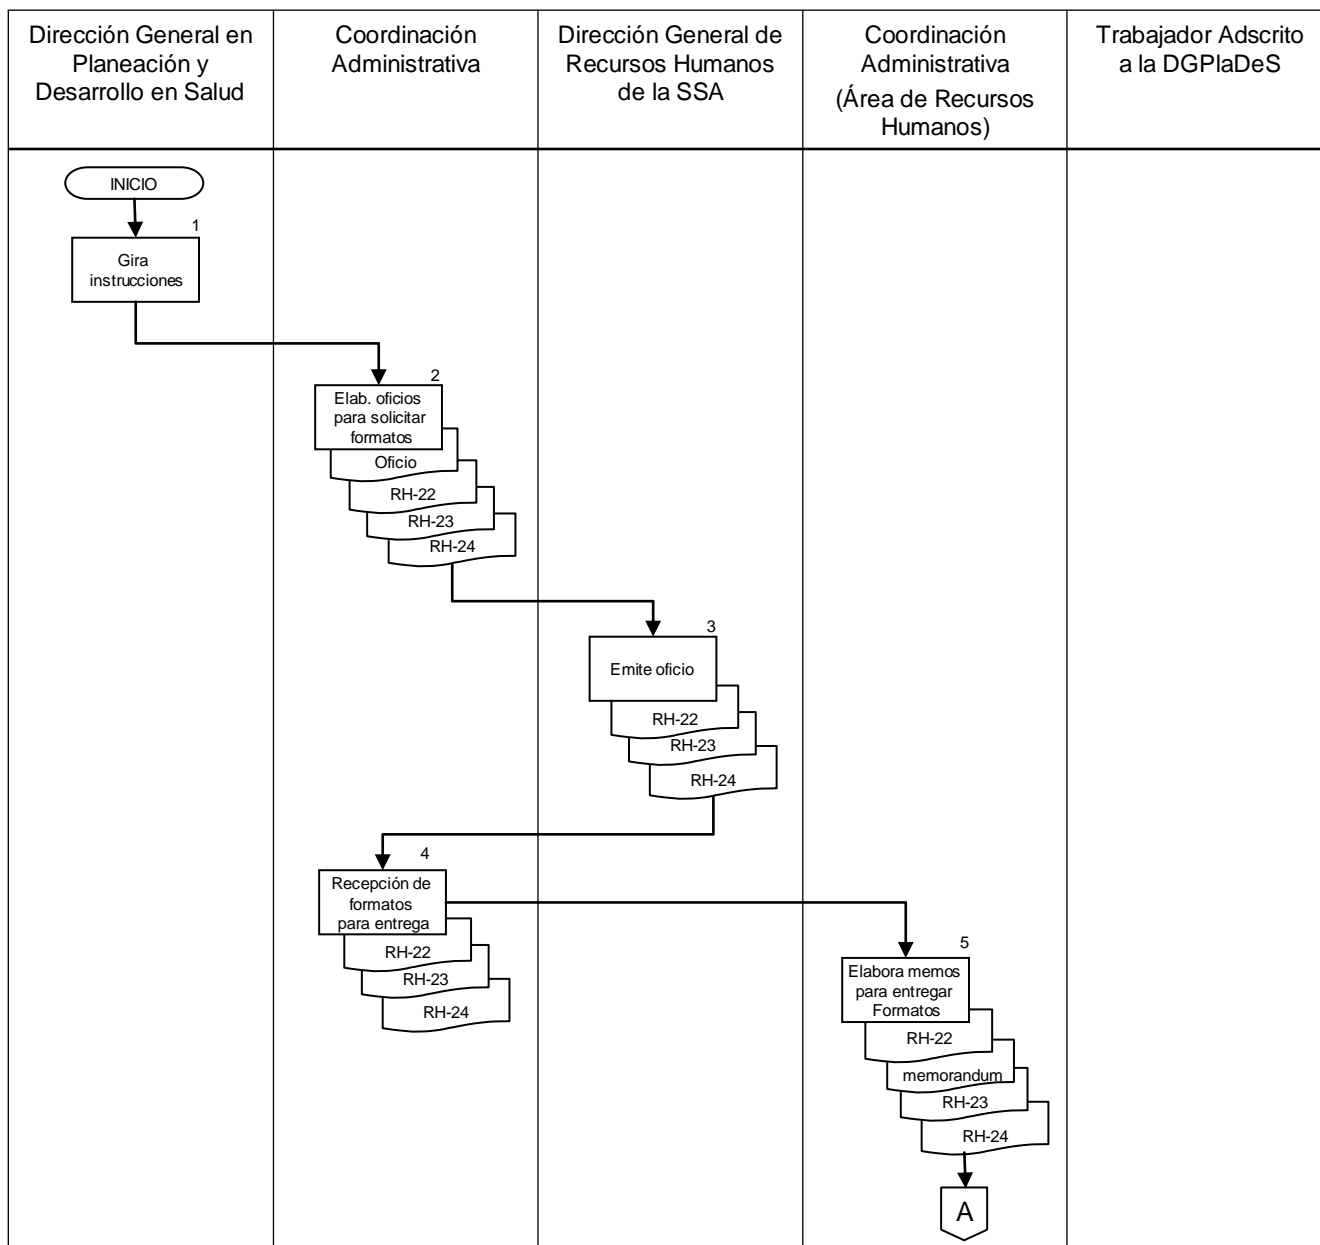 Dirección General en
Planeación y
Desarrollo en Salud
Coordinación
Administrativa
Dirección General de
Recursos Humanos
de la SSA
Coordinación
Administrativa
(Área de Recursos
Humanos)
Trabajador Adscrito
a la DGPlaDeS
INICIO
1
Gira
instrucciones
2
Elab. oficios
para solicitar
formatos
Oficio
RH-22
RH-23
RH-24
3
Emite oficio
RH-22
RH-23
RH-24
4
Recepción de
formatos
para entrega
RH-22
RH-23
RH-24
5
Elabora memos
para entregar
Formatos
RH-22
memorandum
RH-23
RH-24
A